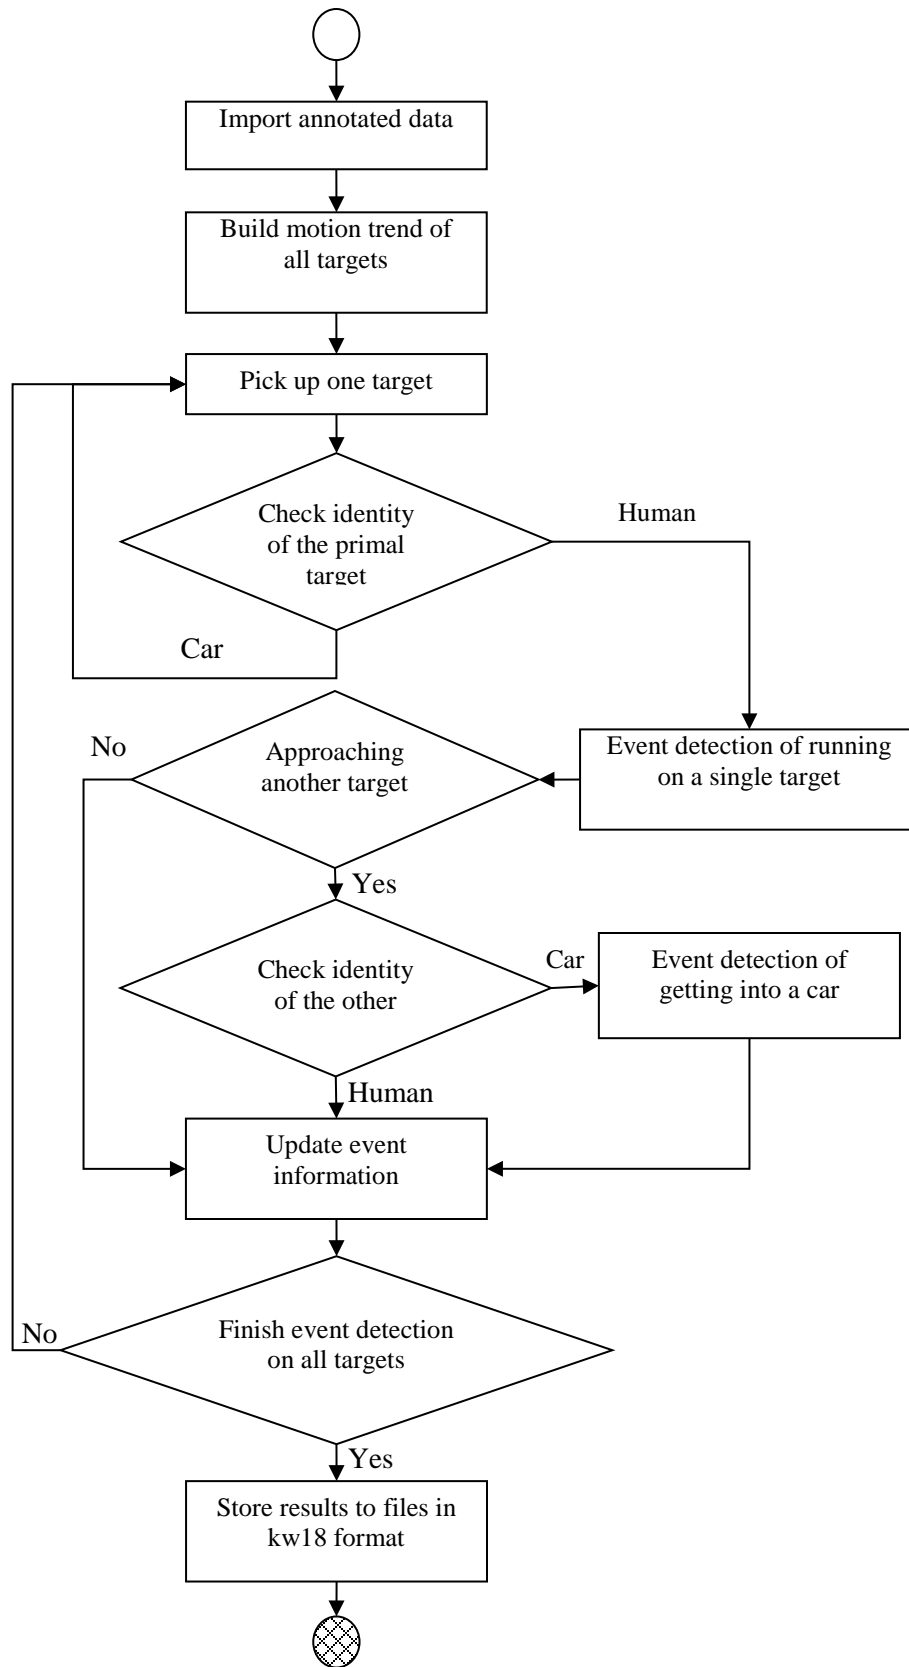 Import annotated data
Build motion trend of
all targets
Pick up one target
Check identity
of the primal
target
Human
Car
No
Approaching
another target
Event detection of running
on a single target
Yes
Check identity
of the other
Car
Event detection of
getting into a car
Human
Update event
information
Finish event detection
on all targets
No
Yes
Store results to files in
kw18 format